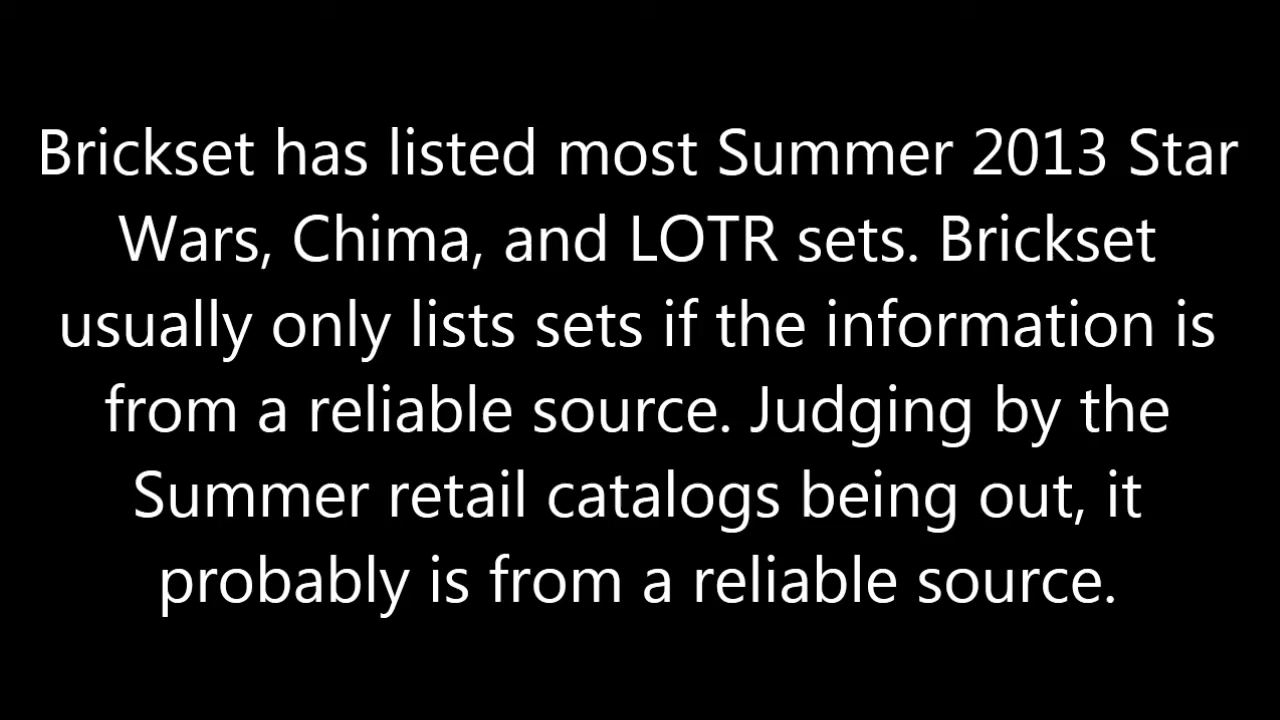 Brickset has listed most Summer 2013 Star
Wars, Chima, and LOTR sets. Brickset
usually only lists sets if the information is
from a reliable source. Judging by the
Summer retail catalogs being out, it
probably is from a reliable source.